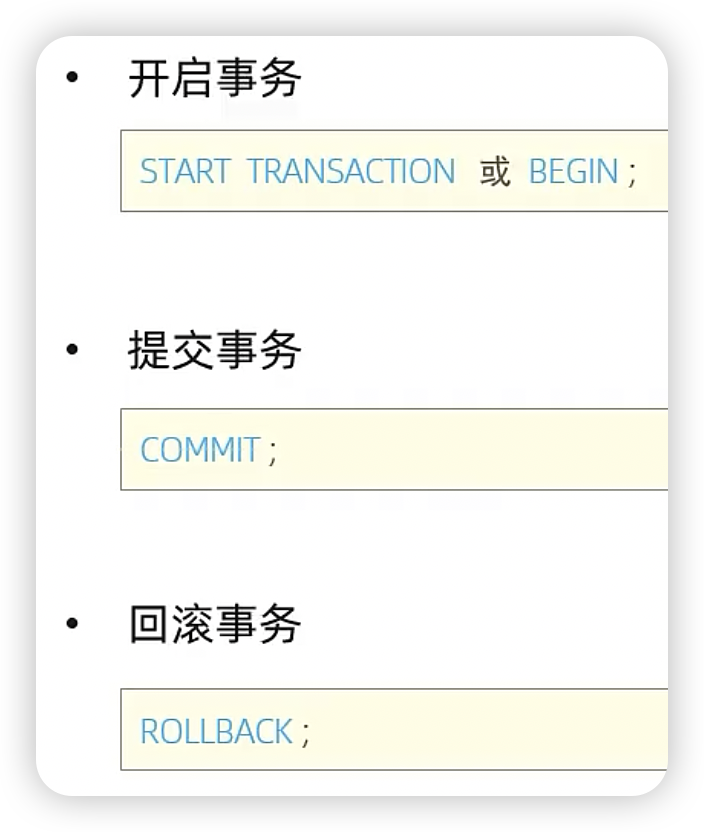 • 开启事务
START TRANSACTION 或 BEGIN ;
• 提交事务
COMMIT ;
• 回滚事务
ROLLBACK ;